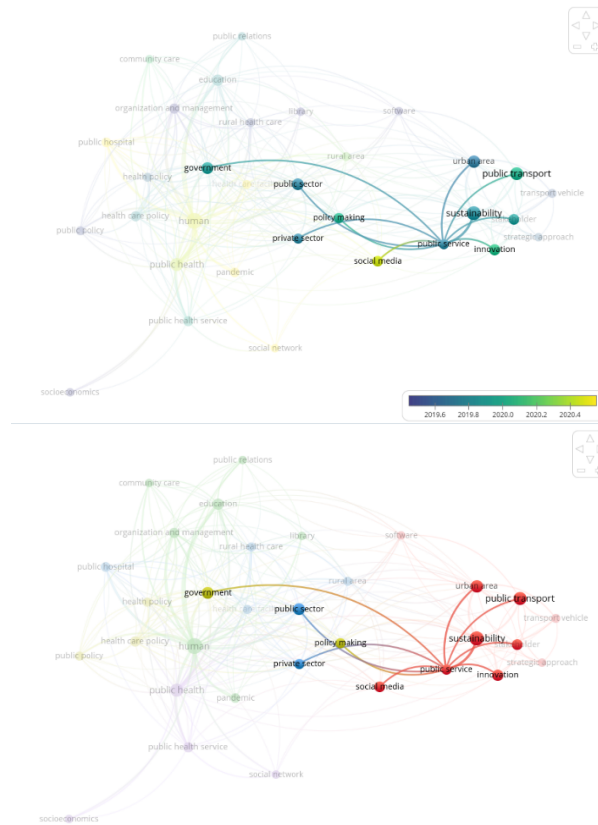 public relations
community care
education
organization and management
library
software
rural health care
public hospital
rural area
urban area
government
public transport
health policy
public sector
transport vehicle
health care policy
policy making
sustainability
human
public policy
public service
strategic approach
private sector
innovation
social media
public health
pandemic
public health service
social network
socioeconomics
2019.6 2019.8 2020.0 2020.2 2020.4
public relations
community care
education
organization and management
library
software
rural health care
public hospital
rural area
urban area
government
public transport
health policy
public sector
transport vehicle
health care policy
policy making
sustainability
human
public policy
strategic approach
private sector
public service
innovation
social media
public health
pandemic
public health service
social network
socioeconomics